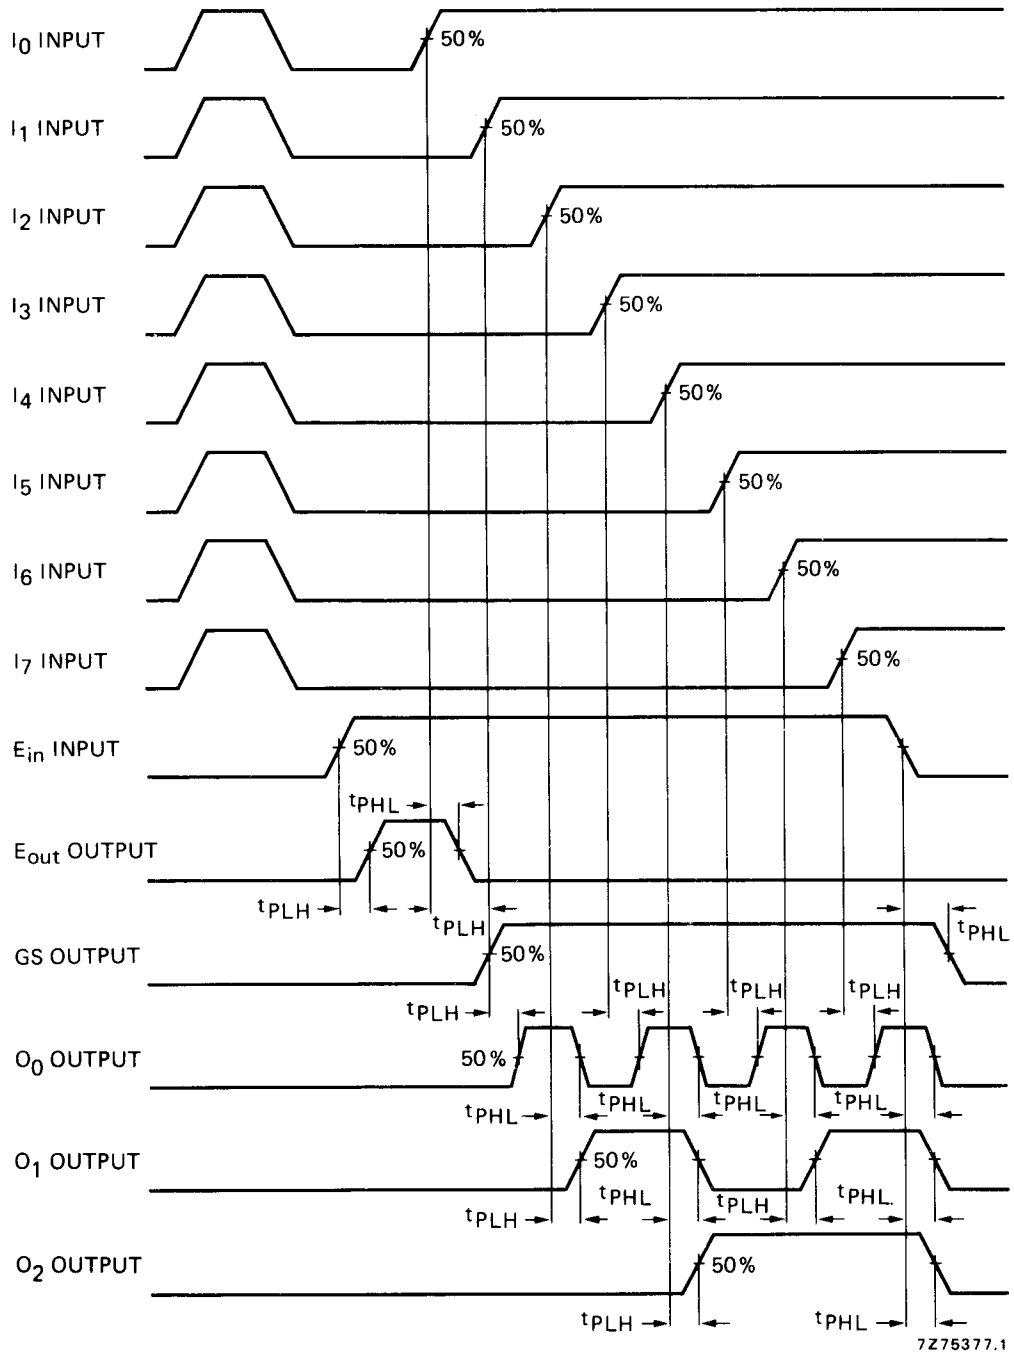 I0 INPUT
50%
I1 INPUT
50%
I2 INPUT
50%
I3 INPUT
50%
I4 INPUT
50%
I5 INPUT
50%
I6 INPUT
50%
I7 INPUT
50%
Ein INPUT
50%
tPHL
Eout OUTPUT
50%
tPLH
tPLH
tPHL
GS OUTPUT
50%
tPLH
tPLH
tPLH
tPLH
O0 OUTPUT
50%
tPHL
tPHL
tPHL
tPHL
O1 OUTPUT
50%
tPLH
tPHL
tPLH
tPHL.
O2 OUTPUT
50%
tPLH
tPHL
7Z75377.1